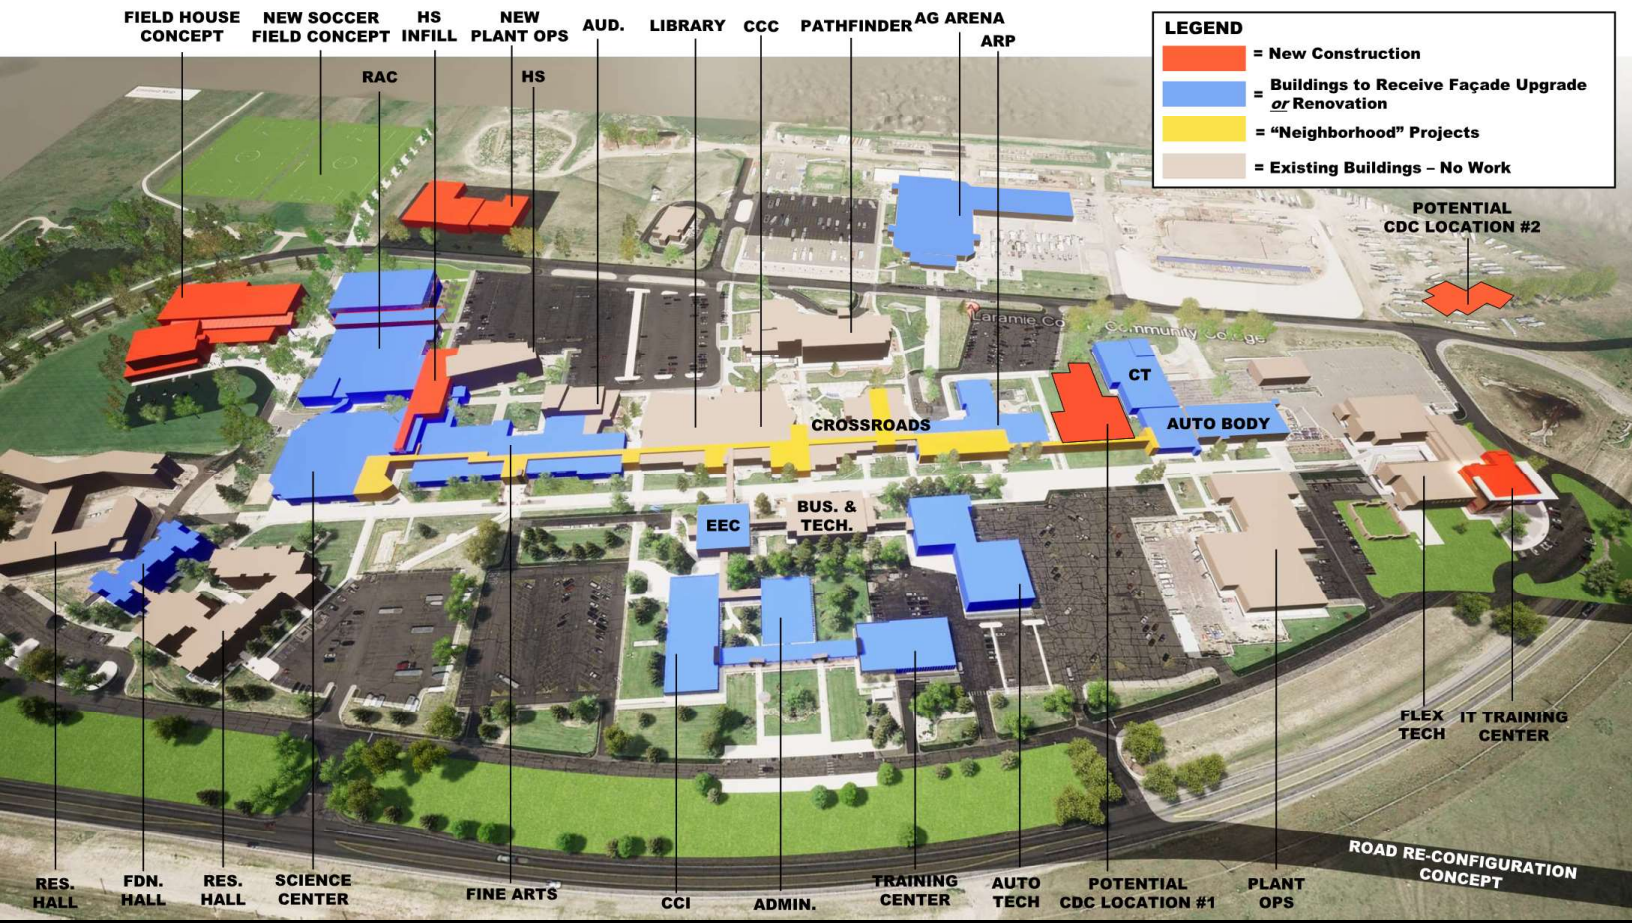 FIELD HOUSE
CONCEPT
NEW SOCCER
FIELD CONCEPT
HS
INFILL
NEW
PLANT OPS
AUD.
LIBRARY
CCC
PATHFINDER
AG ARENA
ARP
RAC
HS
LEGEND
= New Construction
= Buildings to Receive Façade Upgrade
or Renovation
= “Neighborhood” Projects
= Existing Buildings – No Work
POTENTIAL
CDC LOCATION #2
Laramie Co
Community College
CT
CROSSROADS
AUTO BODY
EEC
BUS. &
TECH.
FLEX
TECH
IT TRAINING
CENTER
ROAD RE-CONFIGURATION
CONCEPT
RES.
HALL
FDN.
HALL
RES.
HALL
SCIENCE
CENTER
FINE ARTS
CCI
ADMIN.
TRAINING
CENTER
AUTO
TECH
POTENTIAL
CDC LOCATION #1
PLANT
OPS